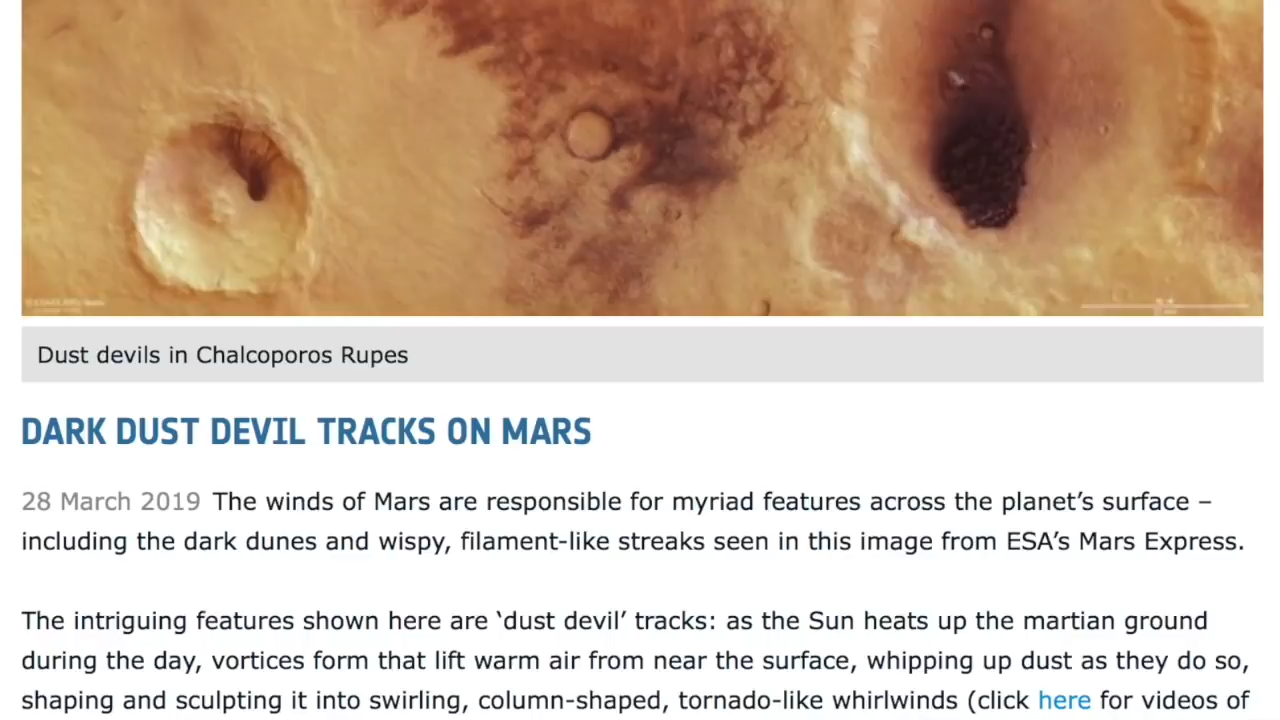 Dust devils in Chalcoporos Rupes
DARK DUST DEVIL TRACKS ON MARS
28 March 2019 The winds of Mars are responsible for myriad features across the planet’s surface –
including the dark dunes and wispy, filament-like streaks seen in this image from ESA’s Mars Express.
The intriguing features shown here are ‘dust devil’ tracks: as the Sun heats up the martian ground
during the day, vortices form that lift warm air from near the surface, whipping up dust as they do so,
shaping and sculpting it into swirling, column-shaped, tornado-like whirlwinds (click here for videos of